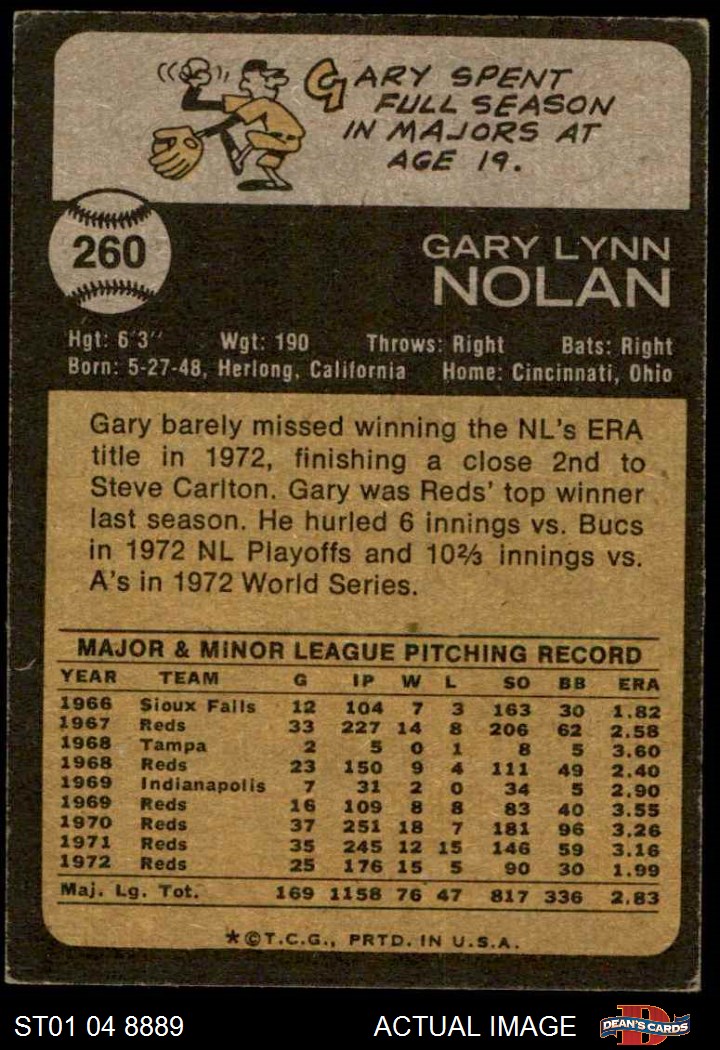 GARY SPENT
FULL SEASON
IN MAJORS AT
AGE 19.
260
GARY LYNN
NOLAN
Hgt: 6'3" Wgt: 190 Throws: Right Bats: Right
Born: 5-27-48, Herlong, California Home: Cincinnati, Ohio
Gary barely missed winning the NL's ERA
title in 1972, finishing a close 2nd to
Steve Carlton. Gary was Reds' top winner
last season. He hurled 6 innings vs. Bucs
in 1972 NL Playoffs and 10⅔ innings vs.
A's in 1972 World Series.
MAJOR & MINOR LEAGUE PITCHING RECORD
YEAR TEAM G IP W L SO BB ERA
1966 Sioux Falls 12 104 7 3 163 30 1.82
1967 Reds 33 227 14 8 206 62 2.58
1968 Tampa 2 5 0 1 8 5 3.60
1968 Reds 23 150 9 4 111 49 2.40
1969 Indianapolis 7 31 2 0 34 5 2.90
1969 Reds 16 109 8 8 83 40 3.55
1970 Reds 37 251 18 7 181 96 3.26
1971 Reds 35 245 12 15 146 59 3.16
1972 Reds 25 176 15 5 90 30 1.99
Maj. Lg. Tot. 169 1158 76 47 817 336 2.83
*©T.C.G., PRTD. IN U.S.A.
ST01 04 8889 ACTUAL IMAGE D DEAN'S CARDS